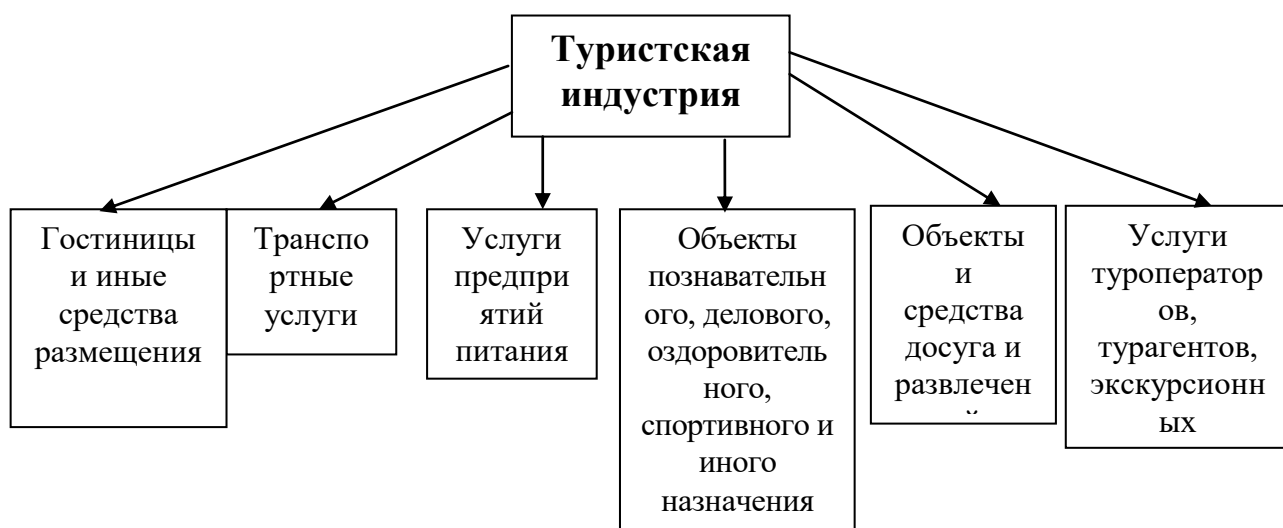 Туристская
индустрия
Гостиницы
и иные
средства
размещения
Транспо
ртные
услуги
Услуги
предпри
ятий
питания
Объекты
познавательн
ого, делового,
оздоровитель
ного,
спортивного и
иного
назначения
Объекты
и
средства
досуга и
развлечен
Услуги
туроператор
ов,
турагентов,
экскурсионн
ых